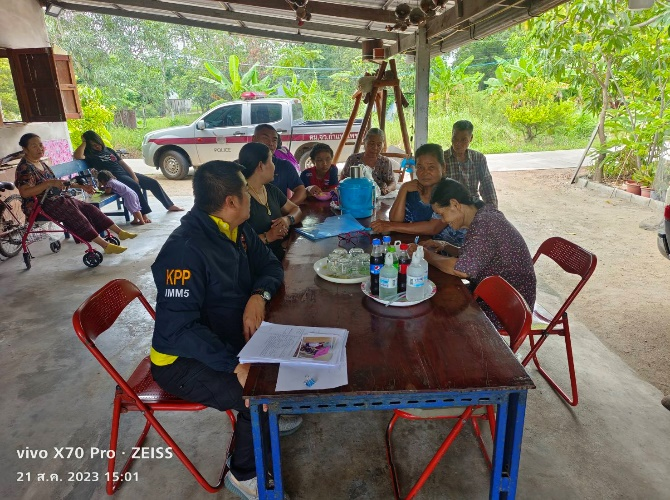 POLICE
KPP
IMM5
vivo X70 Pro · ZEISS
21 ส.ค. 2023 15:01